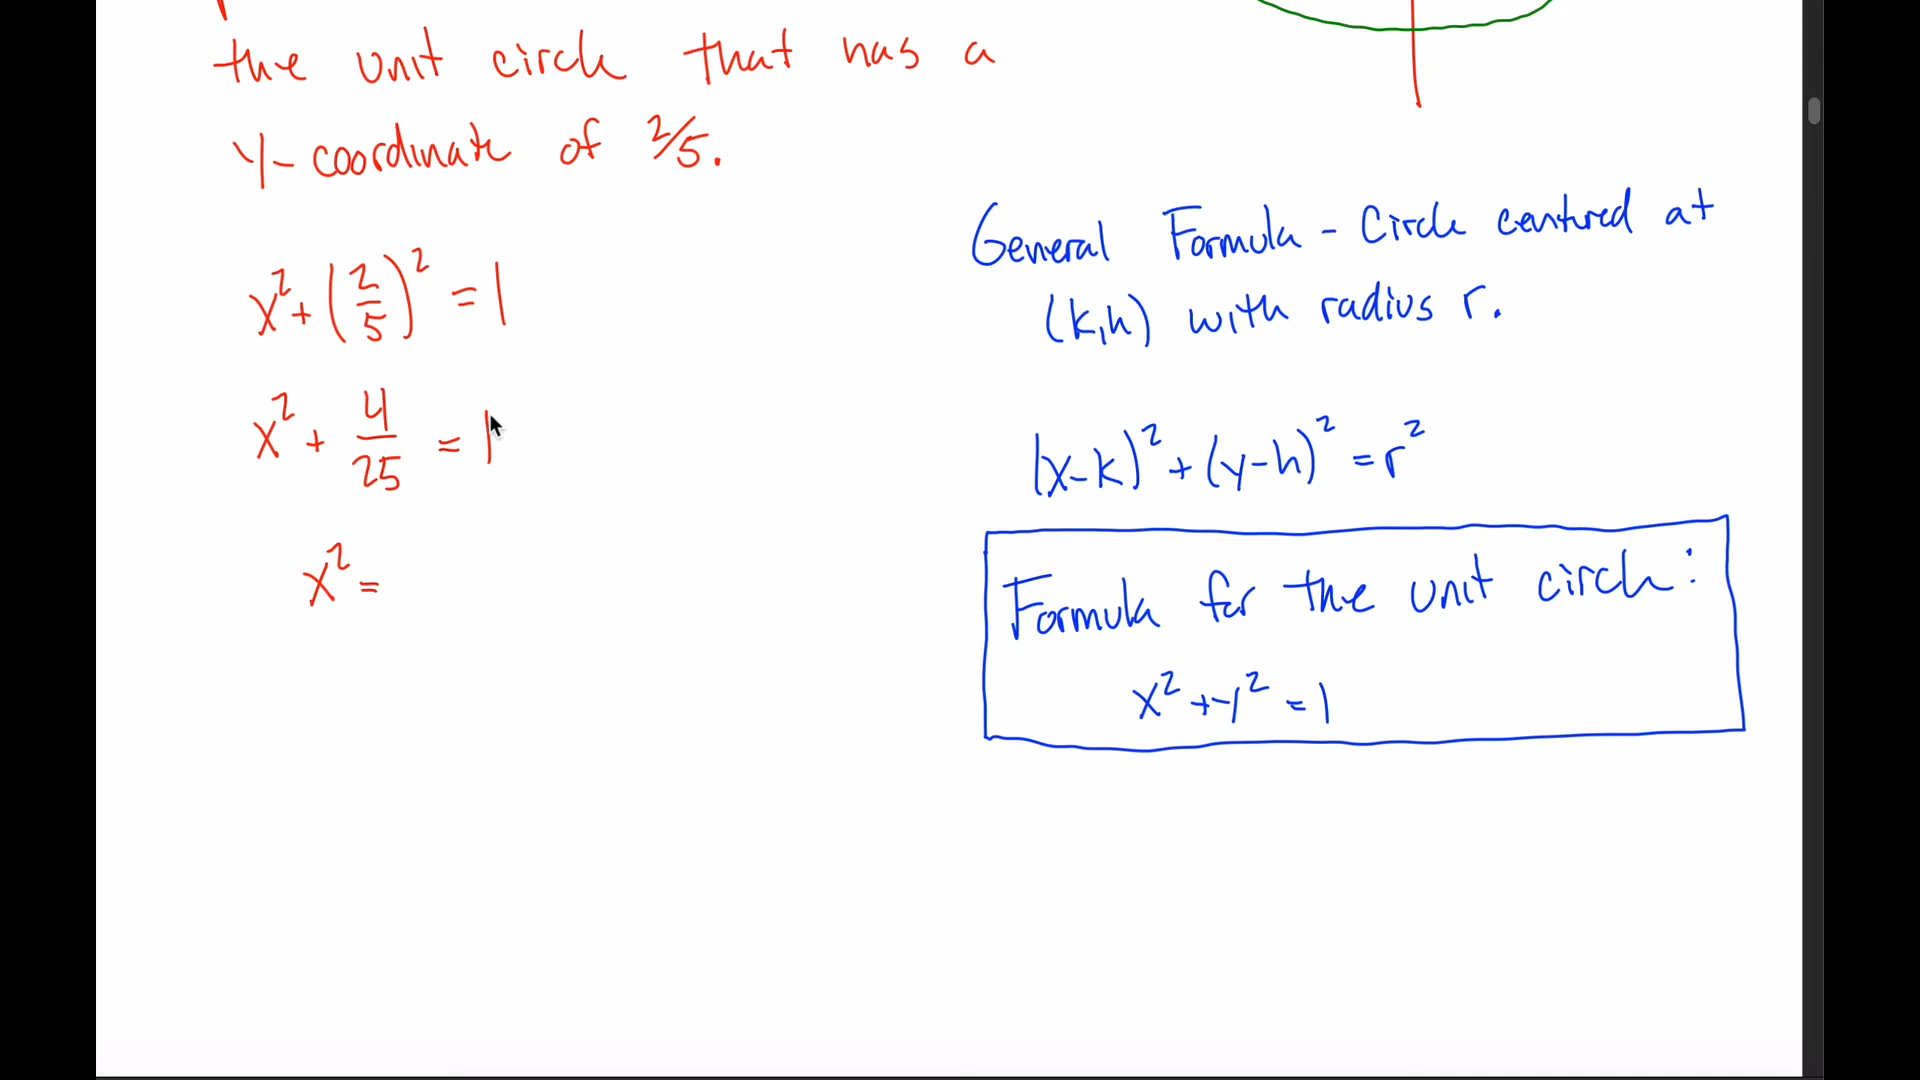 the unit circle that has a
y-coordinate of 2/5.
x² + (2/5)² = 1
x² + 4/25 = 1
x² =
General Formula - Circle centred at
(k,h) with radius r.
(x-k)² + (y-h)² = r²
Formula for the unit circle:
x² + y² = 1